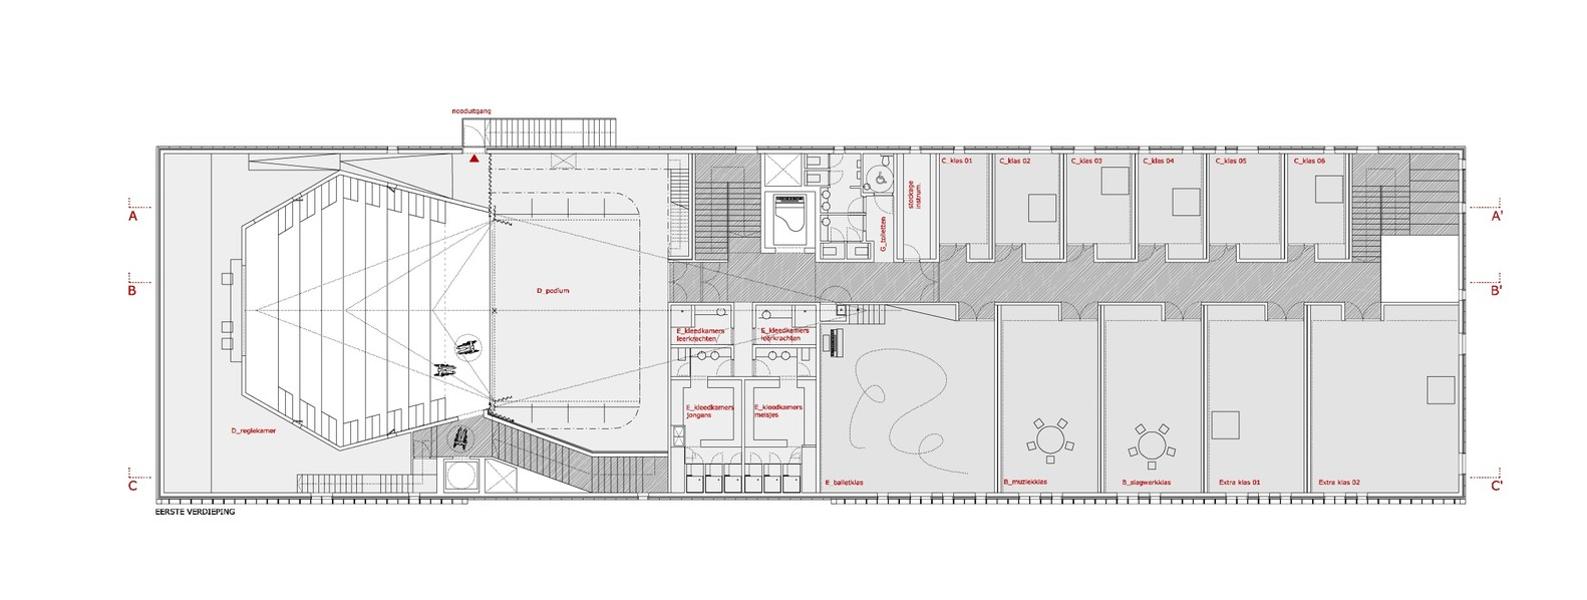 nooduitgang
C_klas 01
C_klas 02
C_klas 03
C_klas 04
C_klas 05
C_klas 06
stockage
instrum.
G_toiletten
A
A'
B
B'
D_podium
E_kleedkamers
leerkrachten
E_kleedkamers
leerkrachten
E_kleedkamers
jongens
E_kleedkamers
meisjes
D_regiekamer
C
C'
E_balletklas
B_muziekklas
B_slagwerkklas
Extra klas 01
Extra klas 02
EERSTE VERDIEPING